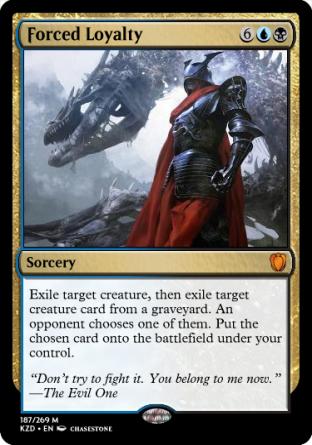 Forced Loyalty 6
Sorcery
Exile target creature, then exile target
creature card from a graveyard. An
opponent chooses one of them. Put the
chosen card onto the battlefield under your
control.
“Don’t try to fight it. You belong to me now.”
—The Evil One
187/269 M
KZD • EN CHASESTONE